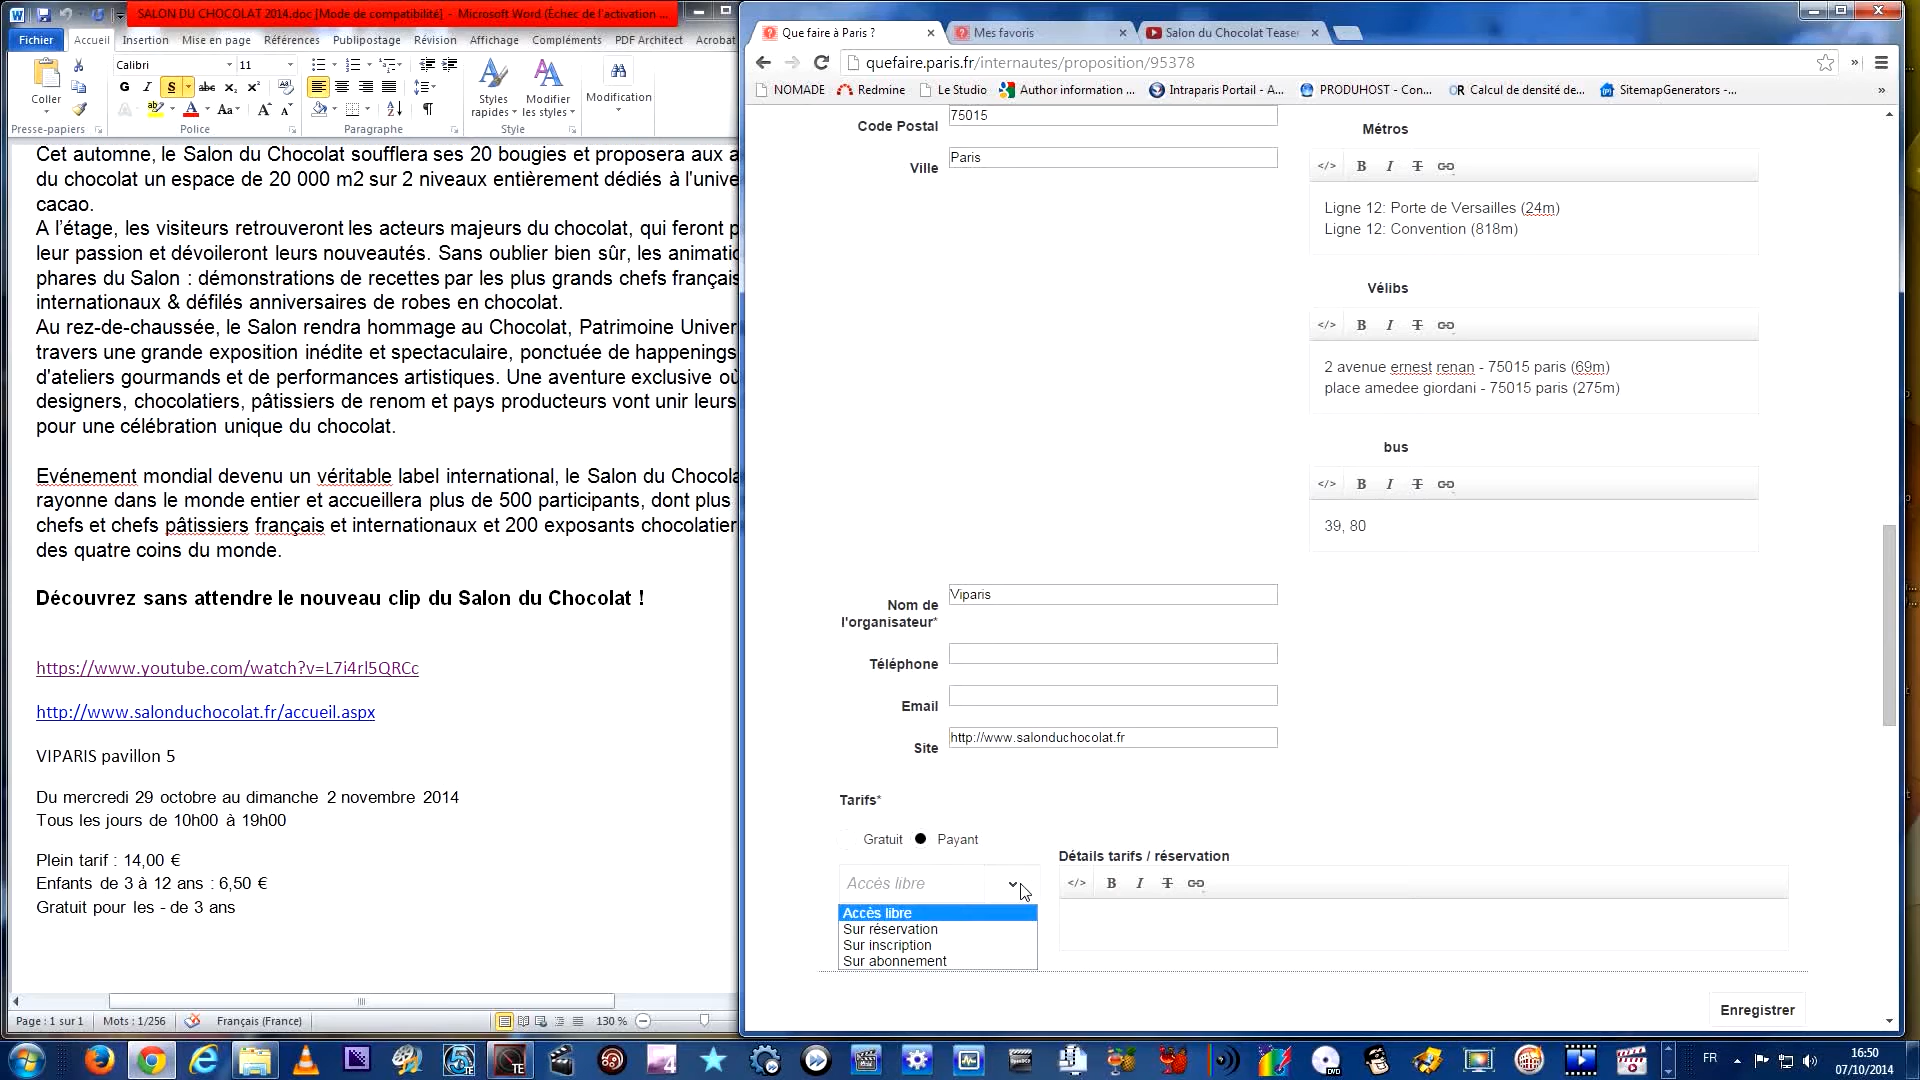 SALON DU CHOCOLAT 2014.doc [Mode de compatibilité] - Microsoft Word (Échec de l'activation ...
Fichier Accueil Insertion Mise en page Références Publipostage Révision Affichage Compléments PDF Architect Acrobat
Calibri 11
Coller
G I S abc x₂ x²
Aa
Styles rapides
Modifier les styles
Modification
Presse-papiers Police Paragraphe Style
Cet automne, le Salon du Chocolat soufflera ses 20 bougies et proposera aux a
du chocolat un espace de 20 000 m2 sur 2 niveaux entièrement dédiés à l'unive
cacao.
A l'étage, les visiteurs retrouveront les acteurs majeurs du chocolat, qui feront p
leur passion et dévoileront leurs nouveautés. Sans oublier bien sûr, les animati
phares du Salon : démonstrations de recettes par les plus grands chefs français
internationaux & défilés anniversaires de robes en chocolat.
Au rez-de-chaussée, le Salon rendra hommage au Chocolat, Patrimoine Univer
travers une grande exposition inédite et spectaculaire, ponctuée de happenings
d'ateliers gourmands et de performances artistiques. Une aventure exclusive où
designers, chocolatiers, pâtissiers de renom et pays producteurs vont unir leurs
pour une célébration unique du chocolat.
Evénement mondial devenu un véritable label international, le Salon du Chocola
rayonne dans le monde entier et accueillera plus de 500 participants, dont plus
chefs et chefs pâtissiers français et internationaux et 200 exposants chocolatier
des quatre coins du monde.
Découvrez sans attendre le nouveau clip du Salon du Chocolat !
https://www.youtube.com/watch?v=L7i4rl5QRCc
http://www.salonduchocolat.fr/accueil.aspx
VIPARIS pavillon 5
Du mercredi 29 octobre au dimanche 2 novembre 2014
Tous les jours de 10h00 à 19h00
Plein tarif : 14,00 €
Enfants de 3 à 12 ans : 6,50 €
Gratuit pour les - de 3 ans
Page : 1 sur 1 Mots : 1/256 Français (France) 130 %
Que faire à Paris ? Mes favoris Salon du Chocolat Teaser
quefaire.paris.fr/internautes/proposition/95378
NOMADE Redmine Le Studio Author information ... Intraparis Portail - A... PRODUHOST - Con... Calcul de densité de... SitemapGenerators -...
Code Postal 75015
Ville Paris
Métros
</> B I T
Ligne 12: Porte de Versailles (24m)
Ligne 12: Convention (818m)
Vélibs
</> B I T
2 avenue ernest renan - 75015 paris (69m)
place amedee giordani - 75015 paris (275m)
bus
</> B I T
39, 80
Nom de l'organisateur* Viparis
Téléphone
Email
Site http://www.salonduchocolat.fr
Tarifs*
Gratuit Payant
Accès libre
Accès libre
Sur réservation
Sur inscription
Sur abonnement
Détails tarifs / réservation
</> B I T
Enregistrer
FR
16:50
07/10/2014